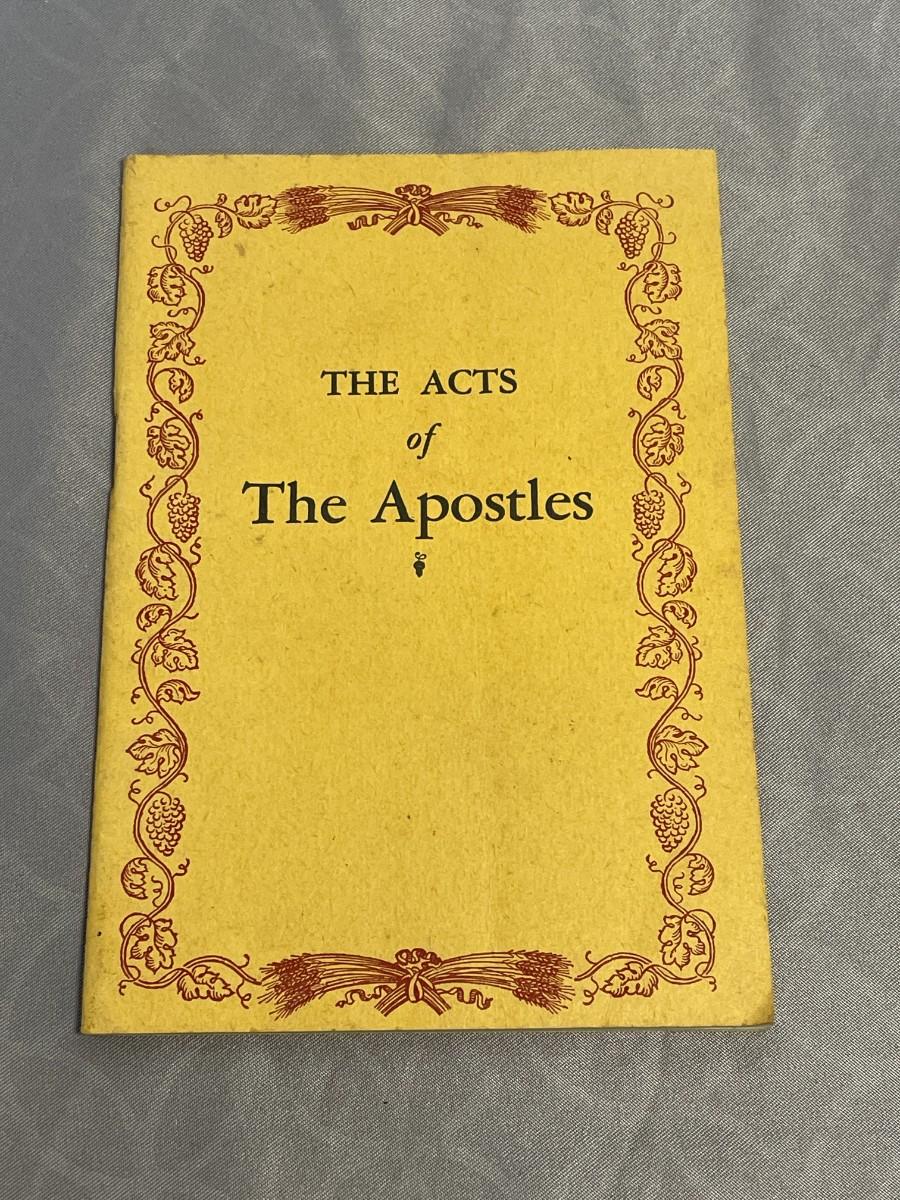 THE ACTS
of
The Apostles